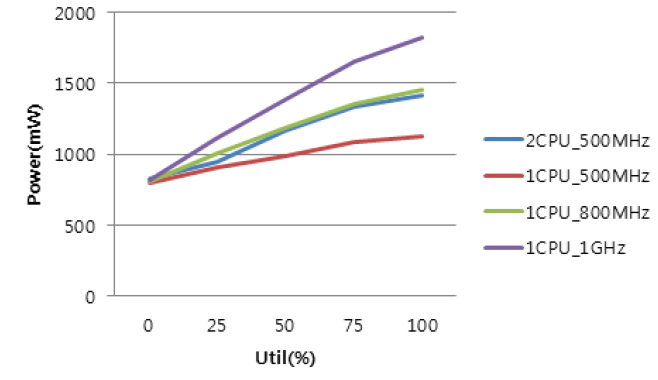 2000
1500
1000
500
0
Power(mW)
0 25 50 75 100
Util(%)
2CPU_500MHz
1CPU_500MHz
1CPU_800MHz
1CPU_1GHz